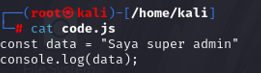 ┌──(root㉿kali)-[/home/kali]
└─# cat code.js
const data = "Saya super admin"
console.log(data);